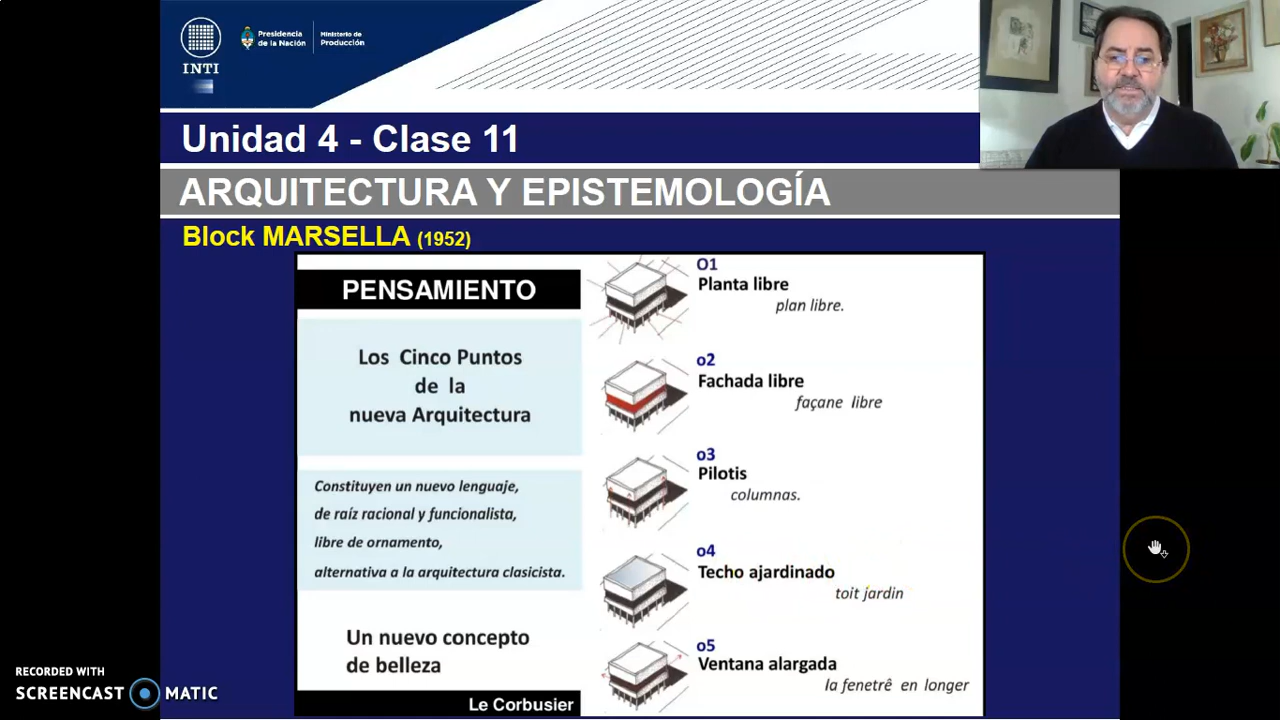 INTI
Presidencia
de la Nación
Ministerio de
Producción
Unidad 4 - Clase 11
ARQUITECTURA Y EPISTEMOLOGÍA
Block MARSELLA (1952)
PENSAMIENTO
Los Cinco Puntos
de la
nueva Arquitectura
Constituyen un nuevo lenguaje,
de raíz racional y funcionalista,
libre de ornamento,
alternativa a la arquitectura clasicista.
Un nuevo concepto
de belleza
Le Corbusier
O1
Planta libre
plan libre.
o2
Fachada libre
façane libre
o3
Pilotis
columnas.
o4
Techo ajardinado
toit jardin
o5
Ventana alargada
la fenetrê en longer
RECORDED WITH
SCREENCAST MATIC